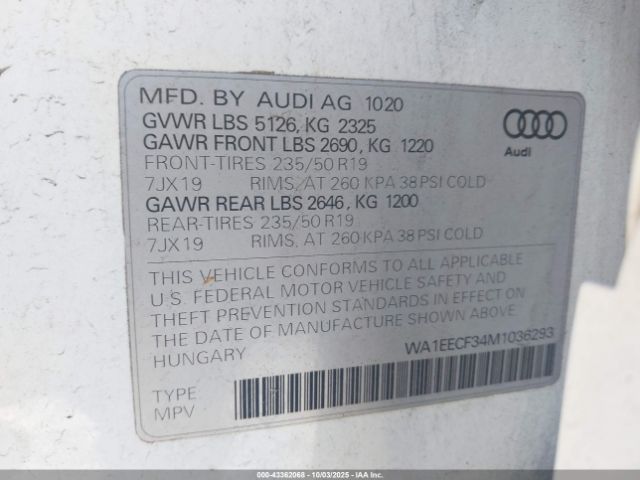 MFD. BY AUDI AG 1020
GVWR LBS 5126, KG 2325
GAWR FRONT LBS 2690, KG 1220
FRONT-TIRES 235/50 R19
7JX19 RIMS, AT 260 KPA 38 PSI COLD
GAWR REAR LBS 2646, KG 1200
REAR-TIRES 235/50 R19
7JX19 RIMS, AT 260 KPA 38 PSI COLD
Audi
THIS VEHICLE CONFORMS TO ALL APPLICABLE
U.S. FEDERAL MOTOR VEHICLE SAFETY AND
THEFT PREVENTION STANDARDS IN EFFECT ON
THE DATE OF MANUFACTURE SHOWN ABOVE
HUNGARY
WA1EECF34M1036293
TYPE
MPV
000-43362068 - 10/03/2025 - IAAI.com